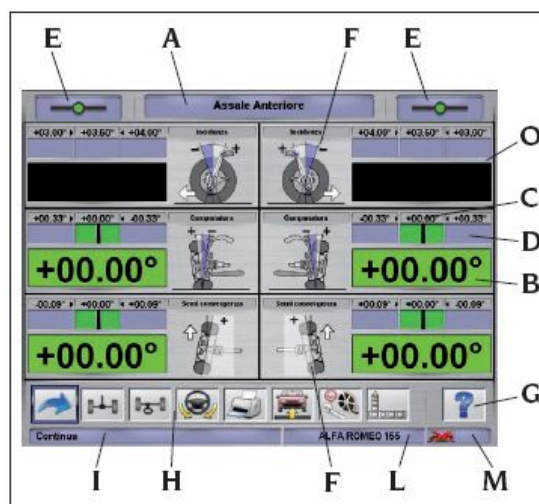 E A F E
Assale Anteriore
+03.00° +03.50° +04.00° Incidenza Incidenza +04.00° +03.50° +03.00°
O
+00.33° +00.00° -00.33° Campanatura Campanatura -00.33° +00.00° +00.33°
C
D
+00.00° +00.00°
B
-00.09° +00.00° +00.09° Semi convergenza Semi convergenza +00.09° +00.00° -00.09°
+00.00° +00.00°
?
G
Continua ALFA ROMEO 155
I H F L M